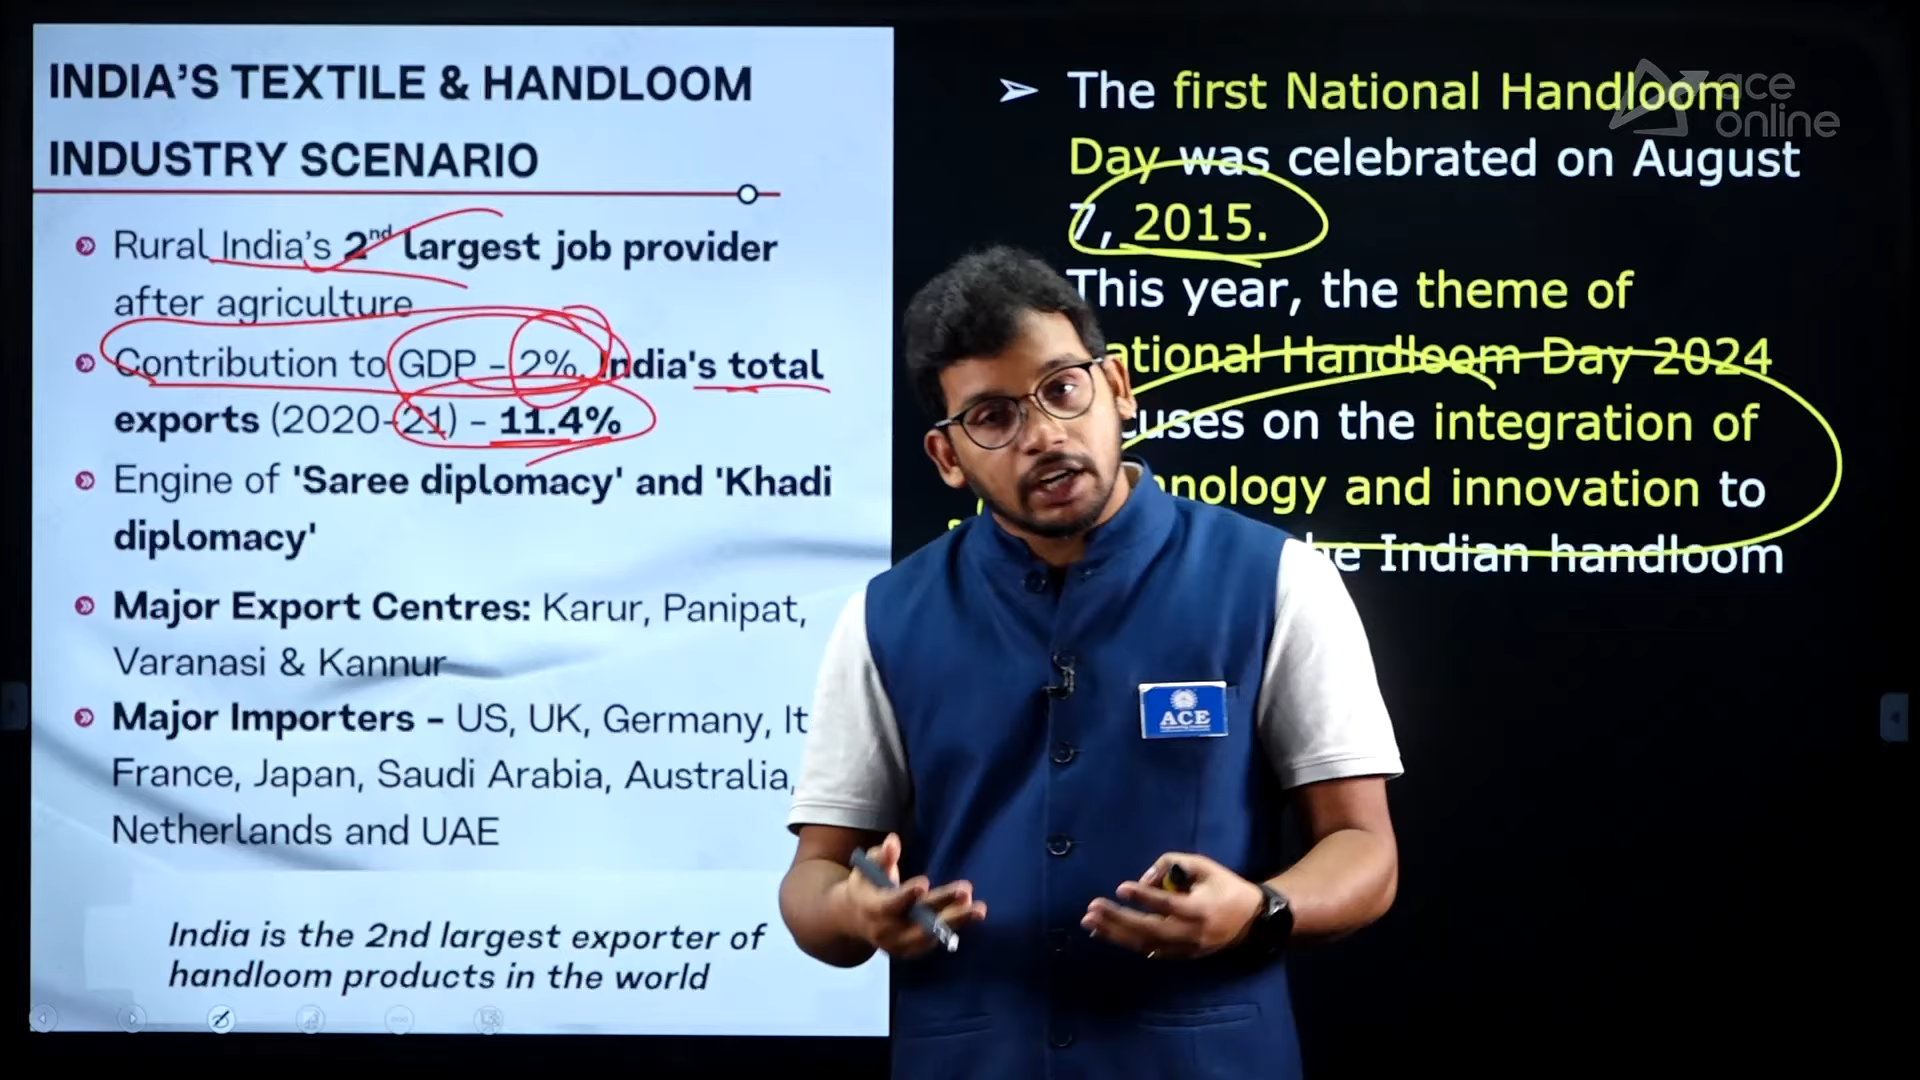 INDIA'S TEXTILE & HANDLOOM
INDUSTRY SCENARIO
Rural India's 2nd largest job provider
after agriculture
Contribution to GDP – 2%. India's total
exports (2020-21) – 11.4%
Engine of 'Saree diplomacy' and 'Khadi
diplomacy'
Major Export Centres: Karur, Panipat,
Varanasi & Kannur
Major Importers – US, UK, Germany, It
France, Japan, Saudi Arabia, Australia,
Netherlands and UAE
India is the 2nd largest exporter of
handloom products in the world
➢ The first National Handloom
Day was celebrated on August
7, 2015.
This year, the theme of
ational Handloom Day 2024
cuses on the integration of
nnology and innovation to
he Indian handloom
ace
online
ACE